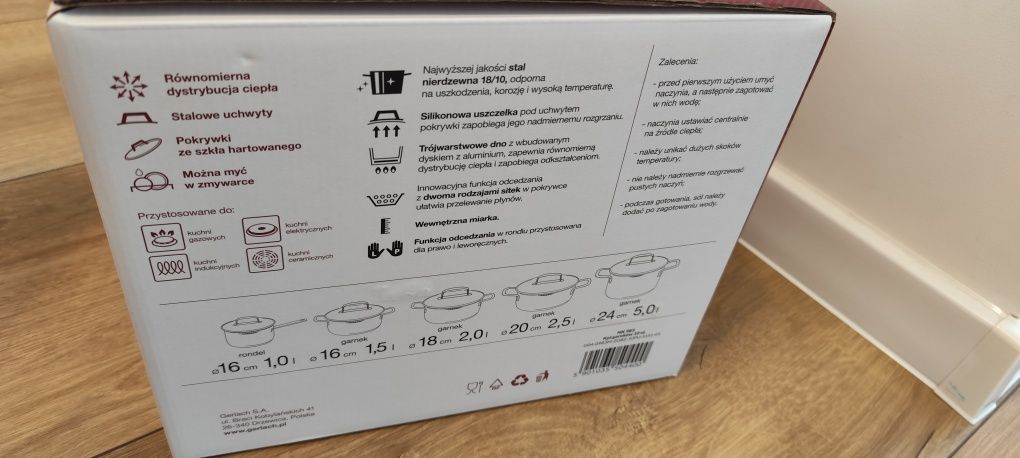 Równomierna
dystrybucja ciepła
Stalowe uchwyty
Pokrywki
ze szkła hartowanego
Można myć
w zmywarce
Przystosowane do:
kuchni
gazowych
kuchni
elektrycznych
kuchni
indukcyjnych
kuchni
ceramicznych
Najwyższej jakości stal
nierdzewna 18/10, odporna
na uszkodzenia, korozję i wysoką temperaturę.
Silikonowa uszczelka pod uchwytem
pokrywki zapobiega jego nadmiernemu rozgrzaniu.
Trójwarstwowe dno z wbudowanym
dyskiem z aluminium, zapewnia równomierną
dystrybucję ciepła i zapobiega odkształceniom.
Innowacyjna funkcja odcedzania
z dwoma rodzajami sitek w pokrywce
ułatwia przelewanie płynów.
Wewnętrzna miarka.
L P
Funkcja odcedzania w rondlu przystosowana
dla prawo i leworęcznych.
Zalecenia:
- przed pierwszym użyciem umyć
naczynia, a następnie zagotować
w nich wodę;
- naczynia ustawiać centralnie
na źródle ciepła;
- należy unikać dużych skoków
temperatury;
- nie należy nadmiernie rozgrzewać
pustych naczyń;
- podczas gotowania, sól należy
dodać po zagotowaniu wody.
rondel
ø16 cm 1,0 l
garnek
ø 16 cm 1,5 l
garnek
ø 18 cm 2,0 l
garnek
ø 20 cm 2,5 l
garnek
ø 24 cm 5,0 l
Gerlach S.A.
ul. Braci Kobylańskich 41
26-340 Drzewica, Polska
www.gerlach.pl
5 901035 504400